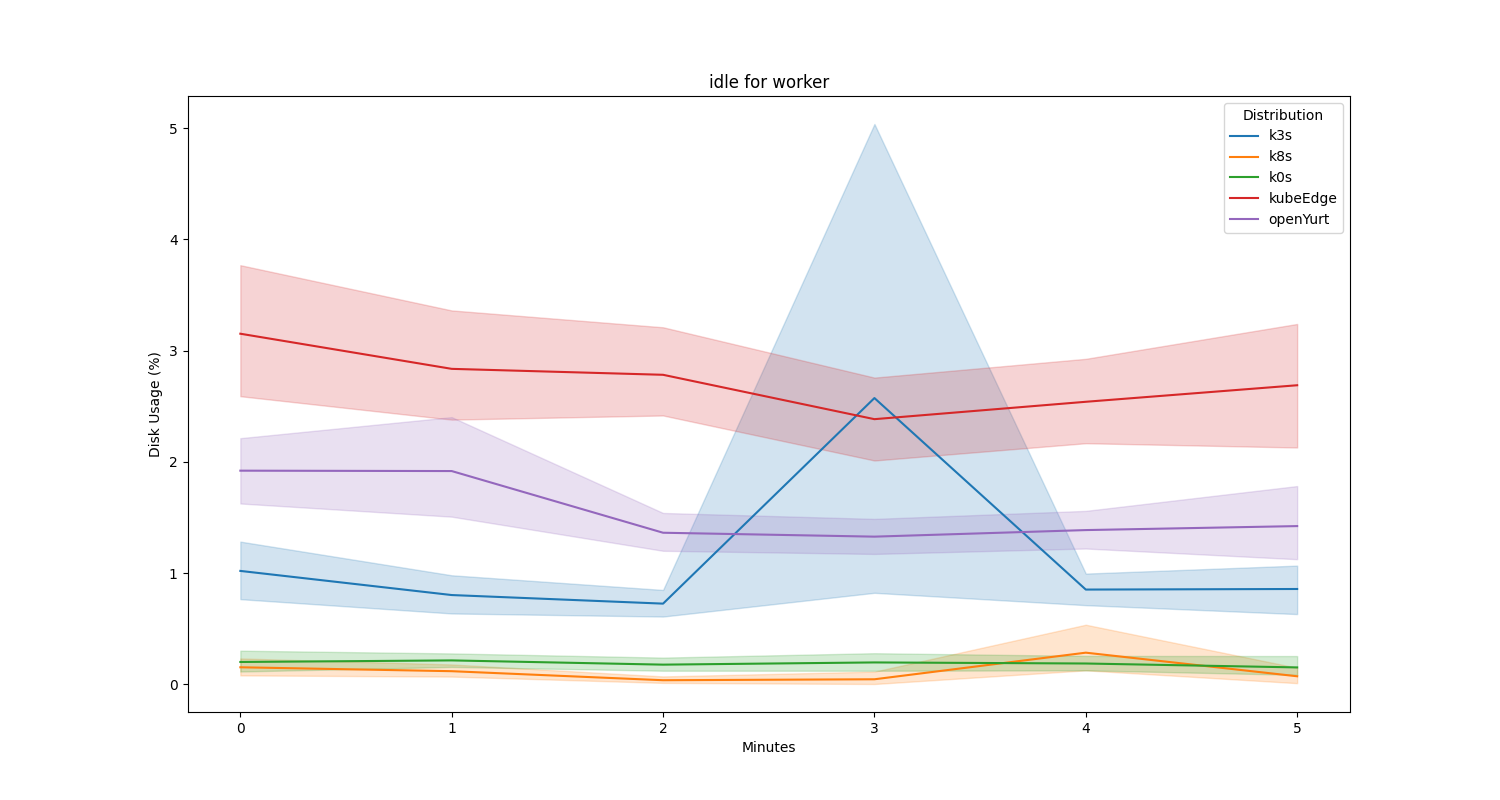 idle for worker
Distribution
k3s
k8s
k0s
kubeEdge
openYurt
Disk Usage (%)
5
4
3
2
1
0
0 1 2 3 4 5
Minutes